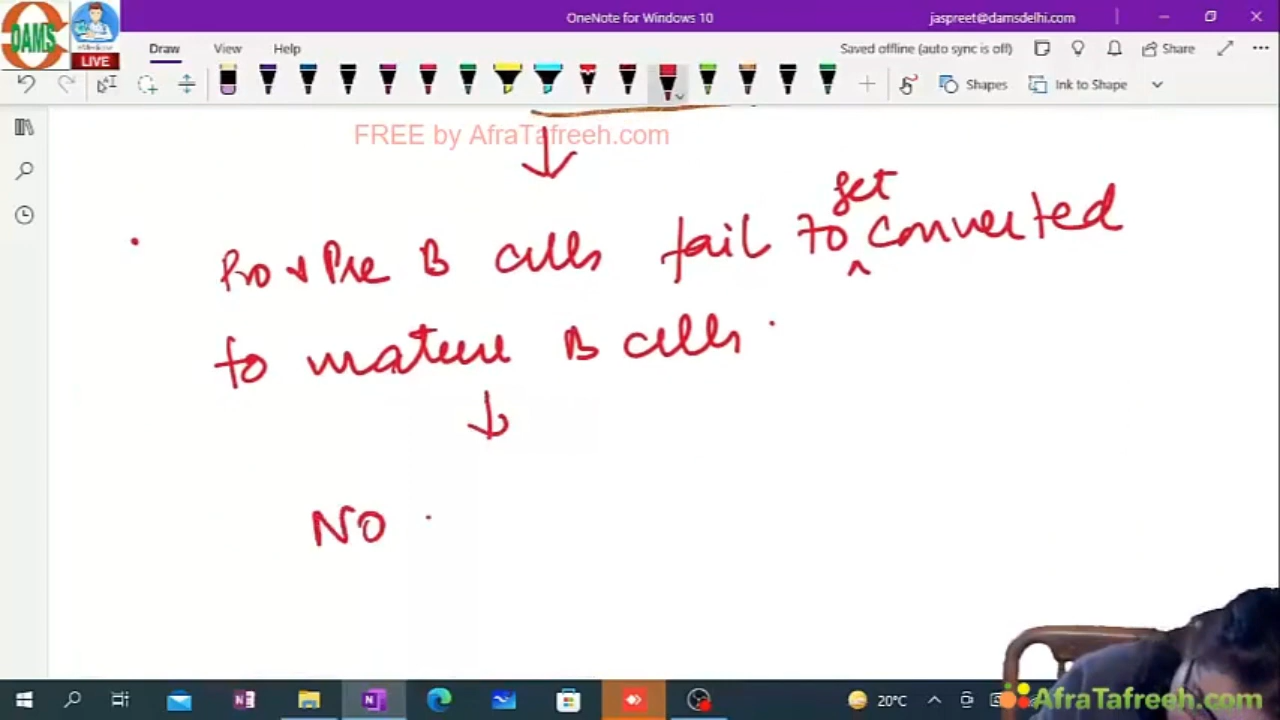 DAMS
eMedicoz
LIVE
OneNote for Windows 10
jaspreet@damsdelhi.com
Draw
View
Help
Saved offline (auto sync is off)
Share
Shapes
Ink to Shape
FREE by AfraTafreeh.com
get
Pro & Pre B cells fail to ^ converted
to mature B cells.
NO
20°C
AfraTafreeh.com